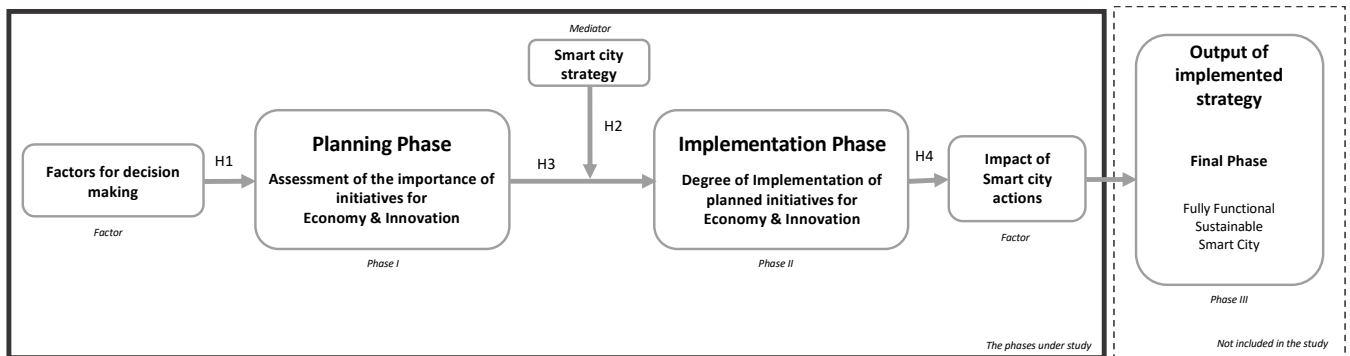 Mediator
Smart city
strategy
H2
Factors for decision
making
Factor
H1
Planning Phase
Assessment of the importance of
initiatives for
Economy & Innovation
Phase I
H3
Implementation Phase
Degree of Implementation of
planned initiatives for
Economy & Innovation
Phase II
H4
Impact of
Smart city
actions
Factor
The phases under study
Output of
implemented
strategy
Final Phase
Fully Functional
Sustainable
Smart City
Phase III
Not included in the study